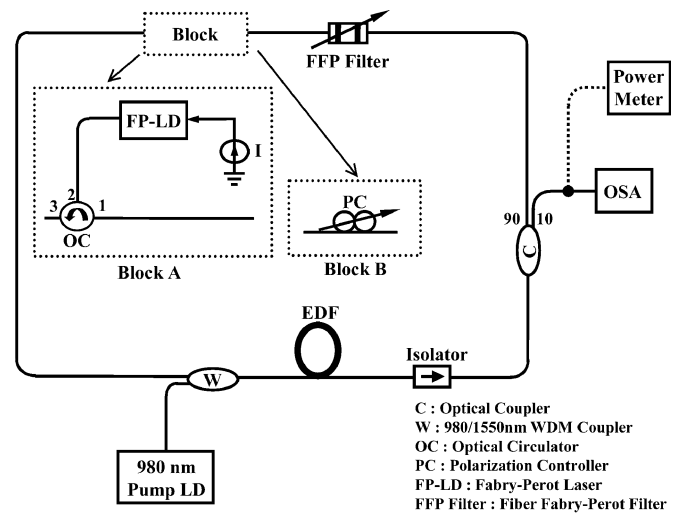 Block
FFP Filter
Power
Meter
FP-LD
I
2
3
1
OC
Block A
PC
Block B
OSA
90
10
C
EDF
Isolator
W
980 nm
Pump LD
C : Optical Coupler
W : 980/1550nm WDM Coupler
OC : Optical Circulator
PC : Polarization Controller
FP-LD : Fabry-Perot Laser
FFP Filter : Fiber Fabry-Perot Filter